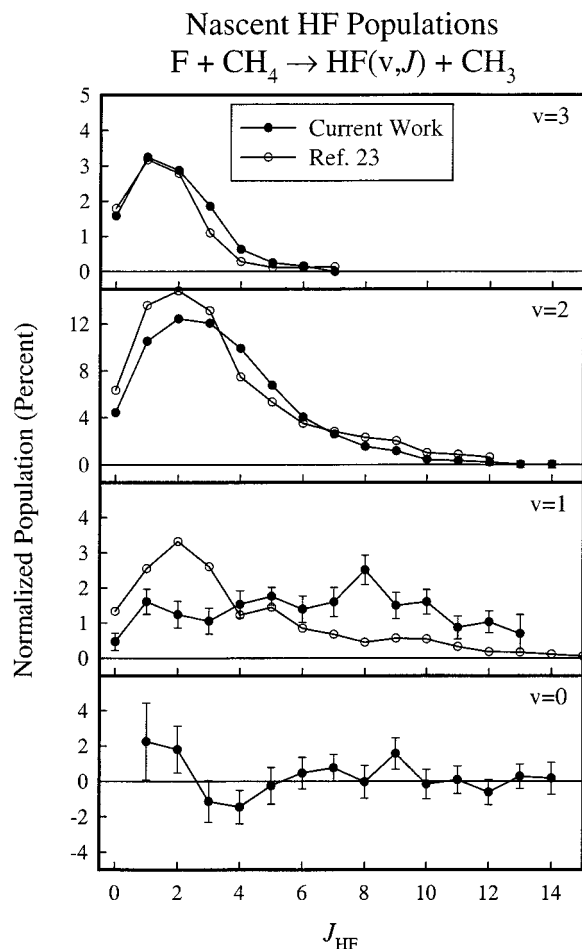 Nascent HF Populations
F + CH₄ → HF(v,J) + CH₃
Normalized Population (Percent)
5
4
3
2
1
0
Current Work
Ref. 23
v=3
12
8
4
0
v=2
4
3
2
1
0
v=1
4
2
0
-2
-4
v=0
0 2 4 6 8 10 12 14
J_HF